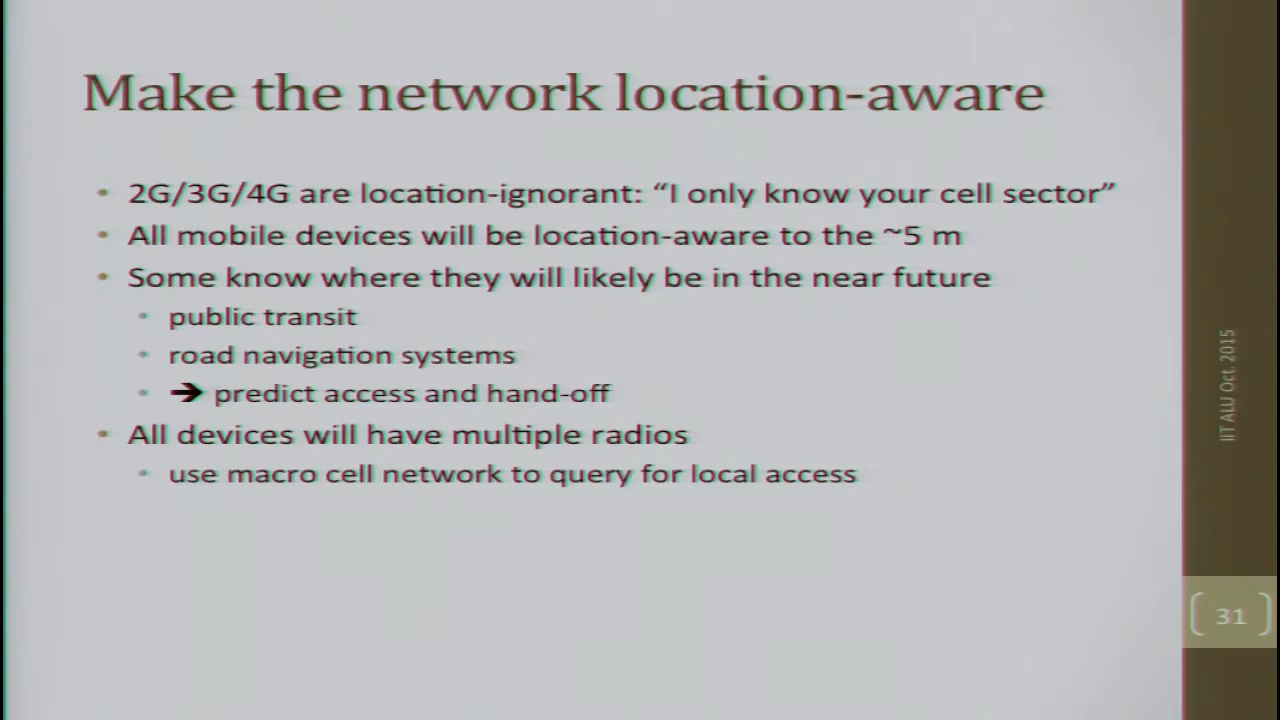 Make the network location-aware
• 2G/3G/4G are location-ignorant: “I only know your cell sector”
• All mobile devices will be location-aware to the ~5 m
• Some know where they will likely be in the near future
• public transit
• road navigation systems
• ➔ predict access and hand-off
• All devices will have multiple radios
• use macro cell network to query for local access
IIT ALU Oct. 2015
31